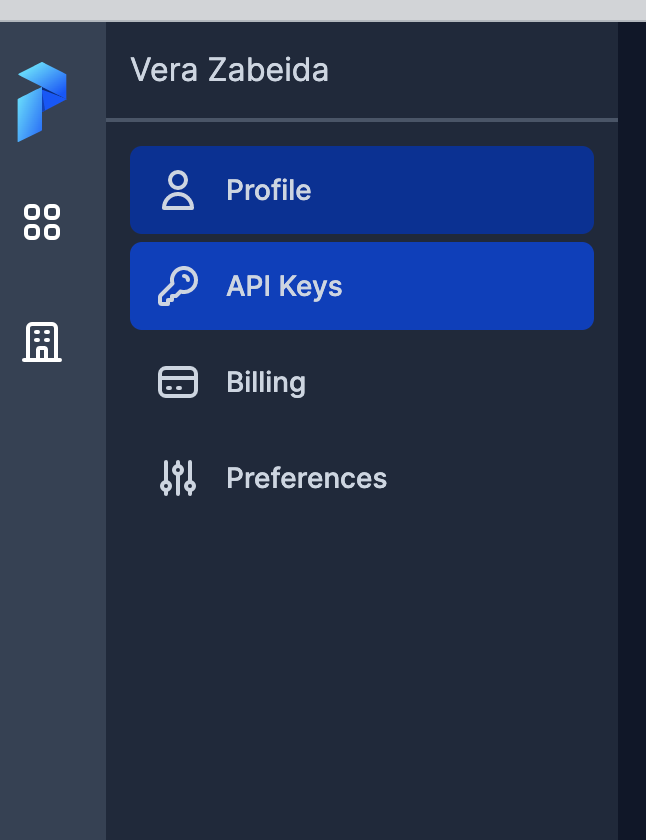 Vera Zabeida
Profile
API Keys
Billing
Preferences